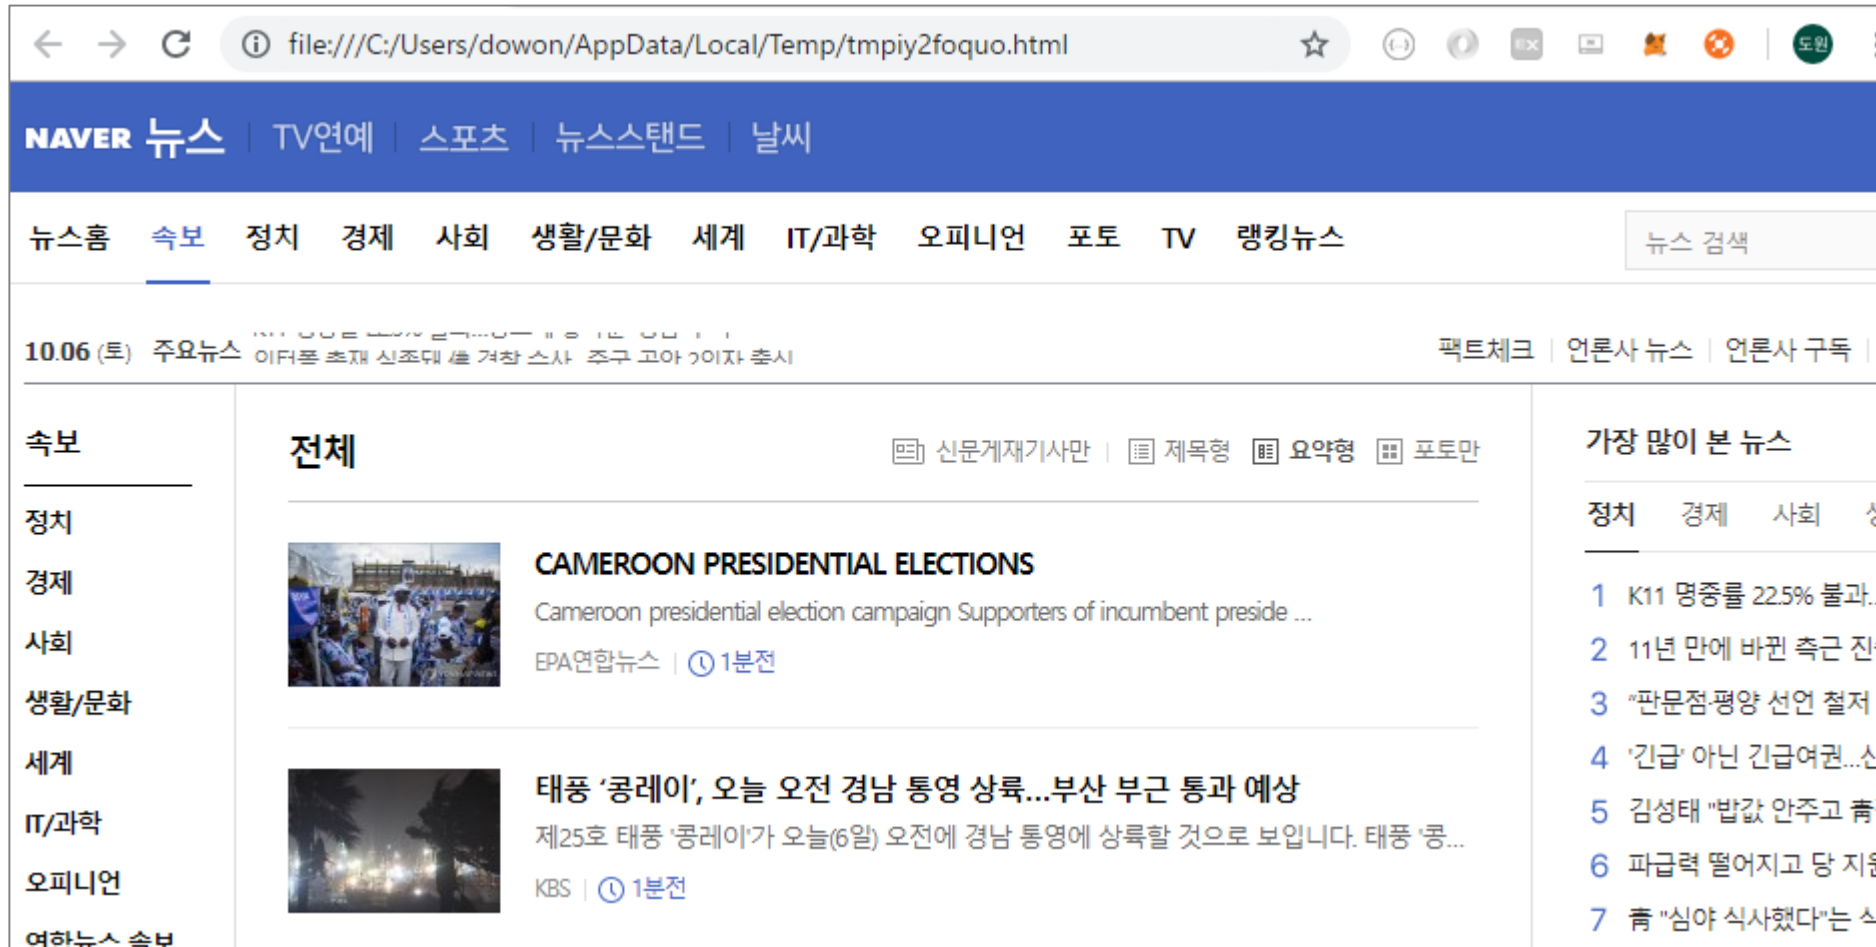 file:///C:/Users/dowon/AppData/Local/Temp/tmpiy2foquo.html
도원
NAVER 뉴스 TV연예 스포츠 뉴스스탠드 날씨
뉴스홈 속보 정치 경제 사회 생활/문화 세계 IT/과학 오피니언 포토 TV 랭킹뉴스
뉴스 검색
10.06 (토) 주요뉴스
팩트체크 언론사 뉴스 언론사 구독
속보
정치
경제
사회
생활/문화
세계
IT/과학
오피니언
연합뉴스 속보
전체
신문게재기사만 제목형 요약형 포토만
CAMEROON PRESIDENTIAL ELECTIONS
Cameroon presidential election campaign Supporters of incumbent preside ...
EPA연합뉴스 1분전
태풍 ‘콩레이’, 오늘 오전 경남 통영 상륙...부산 부근 통과 예상
제25호 태풍 '콩레이'가 오늘(6일) 오전에 경남 통영에 상륙할 것으로 보입니다. 태풍 '콩...
KBS 1분전
가장 많이 본 뉴스
정치 경제 사회
1 K11 명중률 22.5% 불과..
2 11년 만에 바뀐 측근 진
3 “판문점·평양 선언 철저
4 '긴급' 아닌 긴급여권...
5 김성태 "밥값 안주고 靑
6 파급력 떨어지고 당 지원
7 靑 "심야 식사했다"는